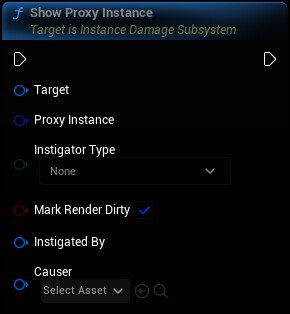 Show Proxy Instance
Target is Instance Damage Subsystem
Target
Proxy Instance
Instigator Type
None
Mark Render Dirty
Instigated By
Causer
Select Asset